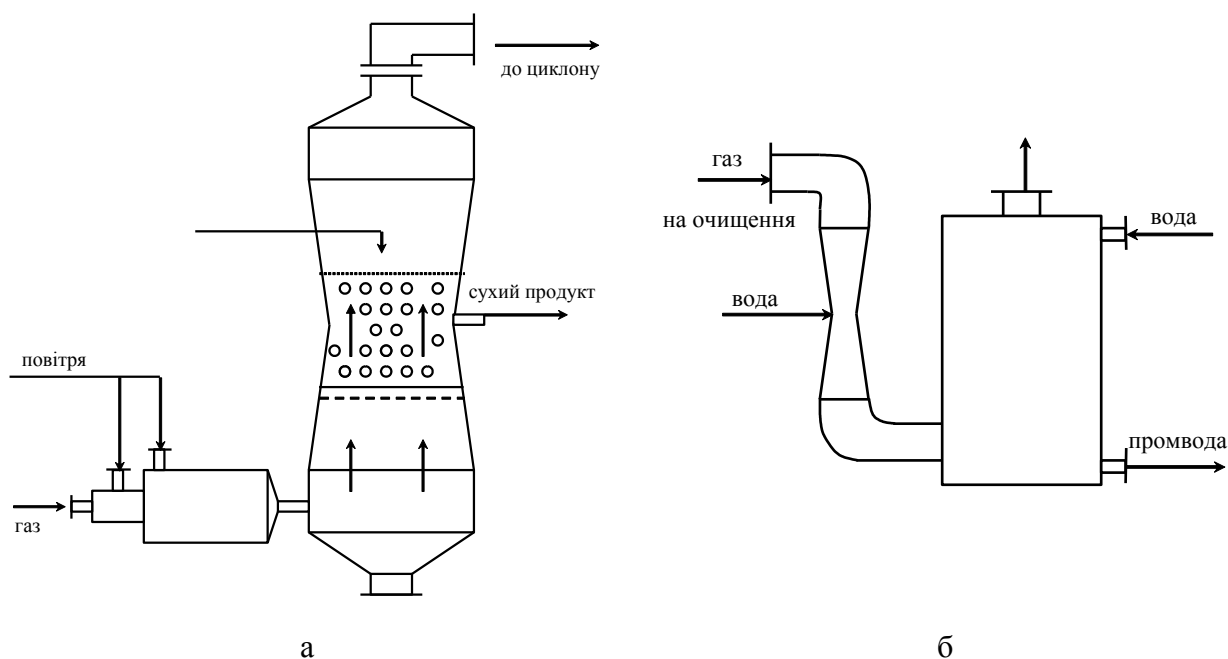 до циклону
сухий продукт
повітря
газ
а
газ
на очищення
вода
вода
промвода
б